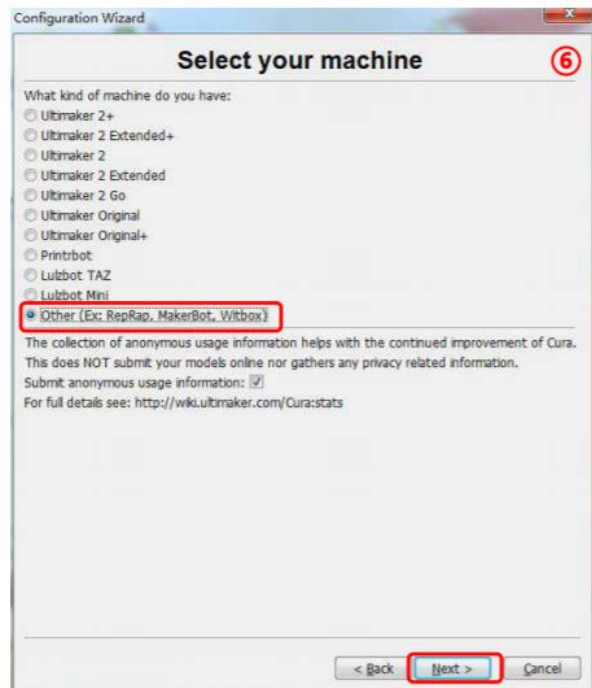 Configuration Wizard
Select your machine
⑥
What kind of machine do you have:
Ultimaker 2+
Ultimaker 2 Extended+
Ultimaker 2
Ultimaker 2 Extended
Ultimaker 2 Go
Ultimaker Original
Ultimaker Original+
Printrbot
Lulzbot TAZ
Lulzbot Mini
Other (Ex: RepRap, MakerBot, Witbox)
The collection of anonymous usage information helps with the continued improvement of Cura.
This does NOT submit your models online nor gathers any privacy related information.
Submit anonymous usage information:
For full details see: http://wiki.ultimaker.com/Cura:stats
< Back Next > Cancel